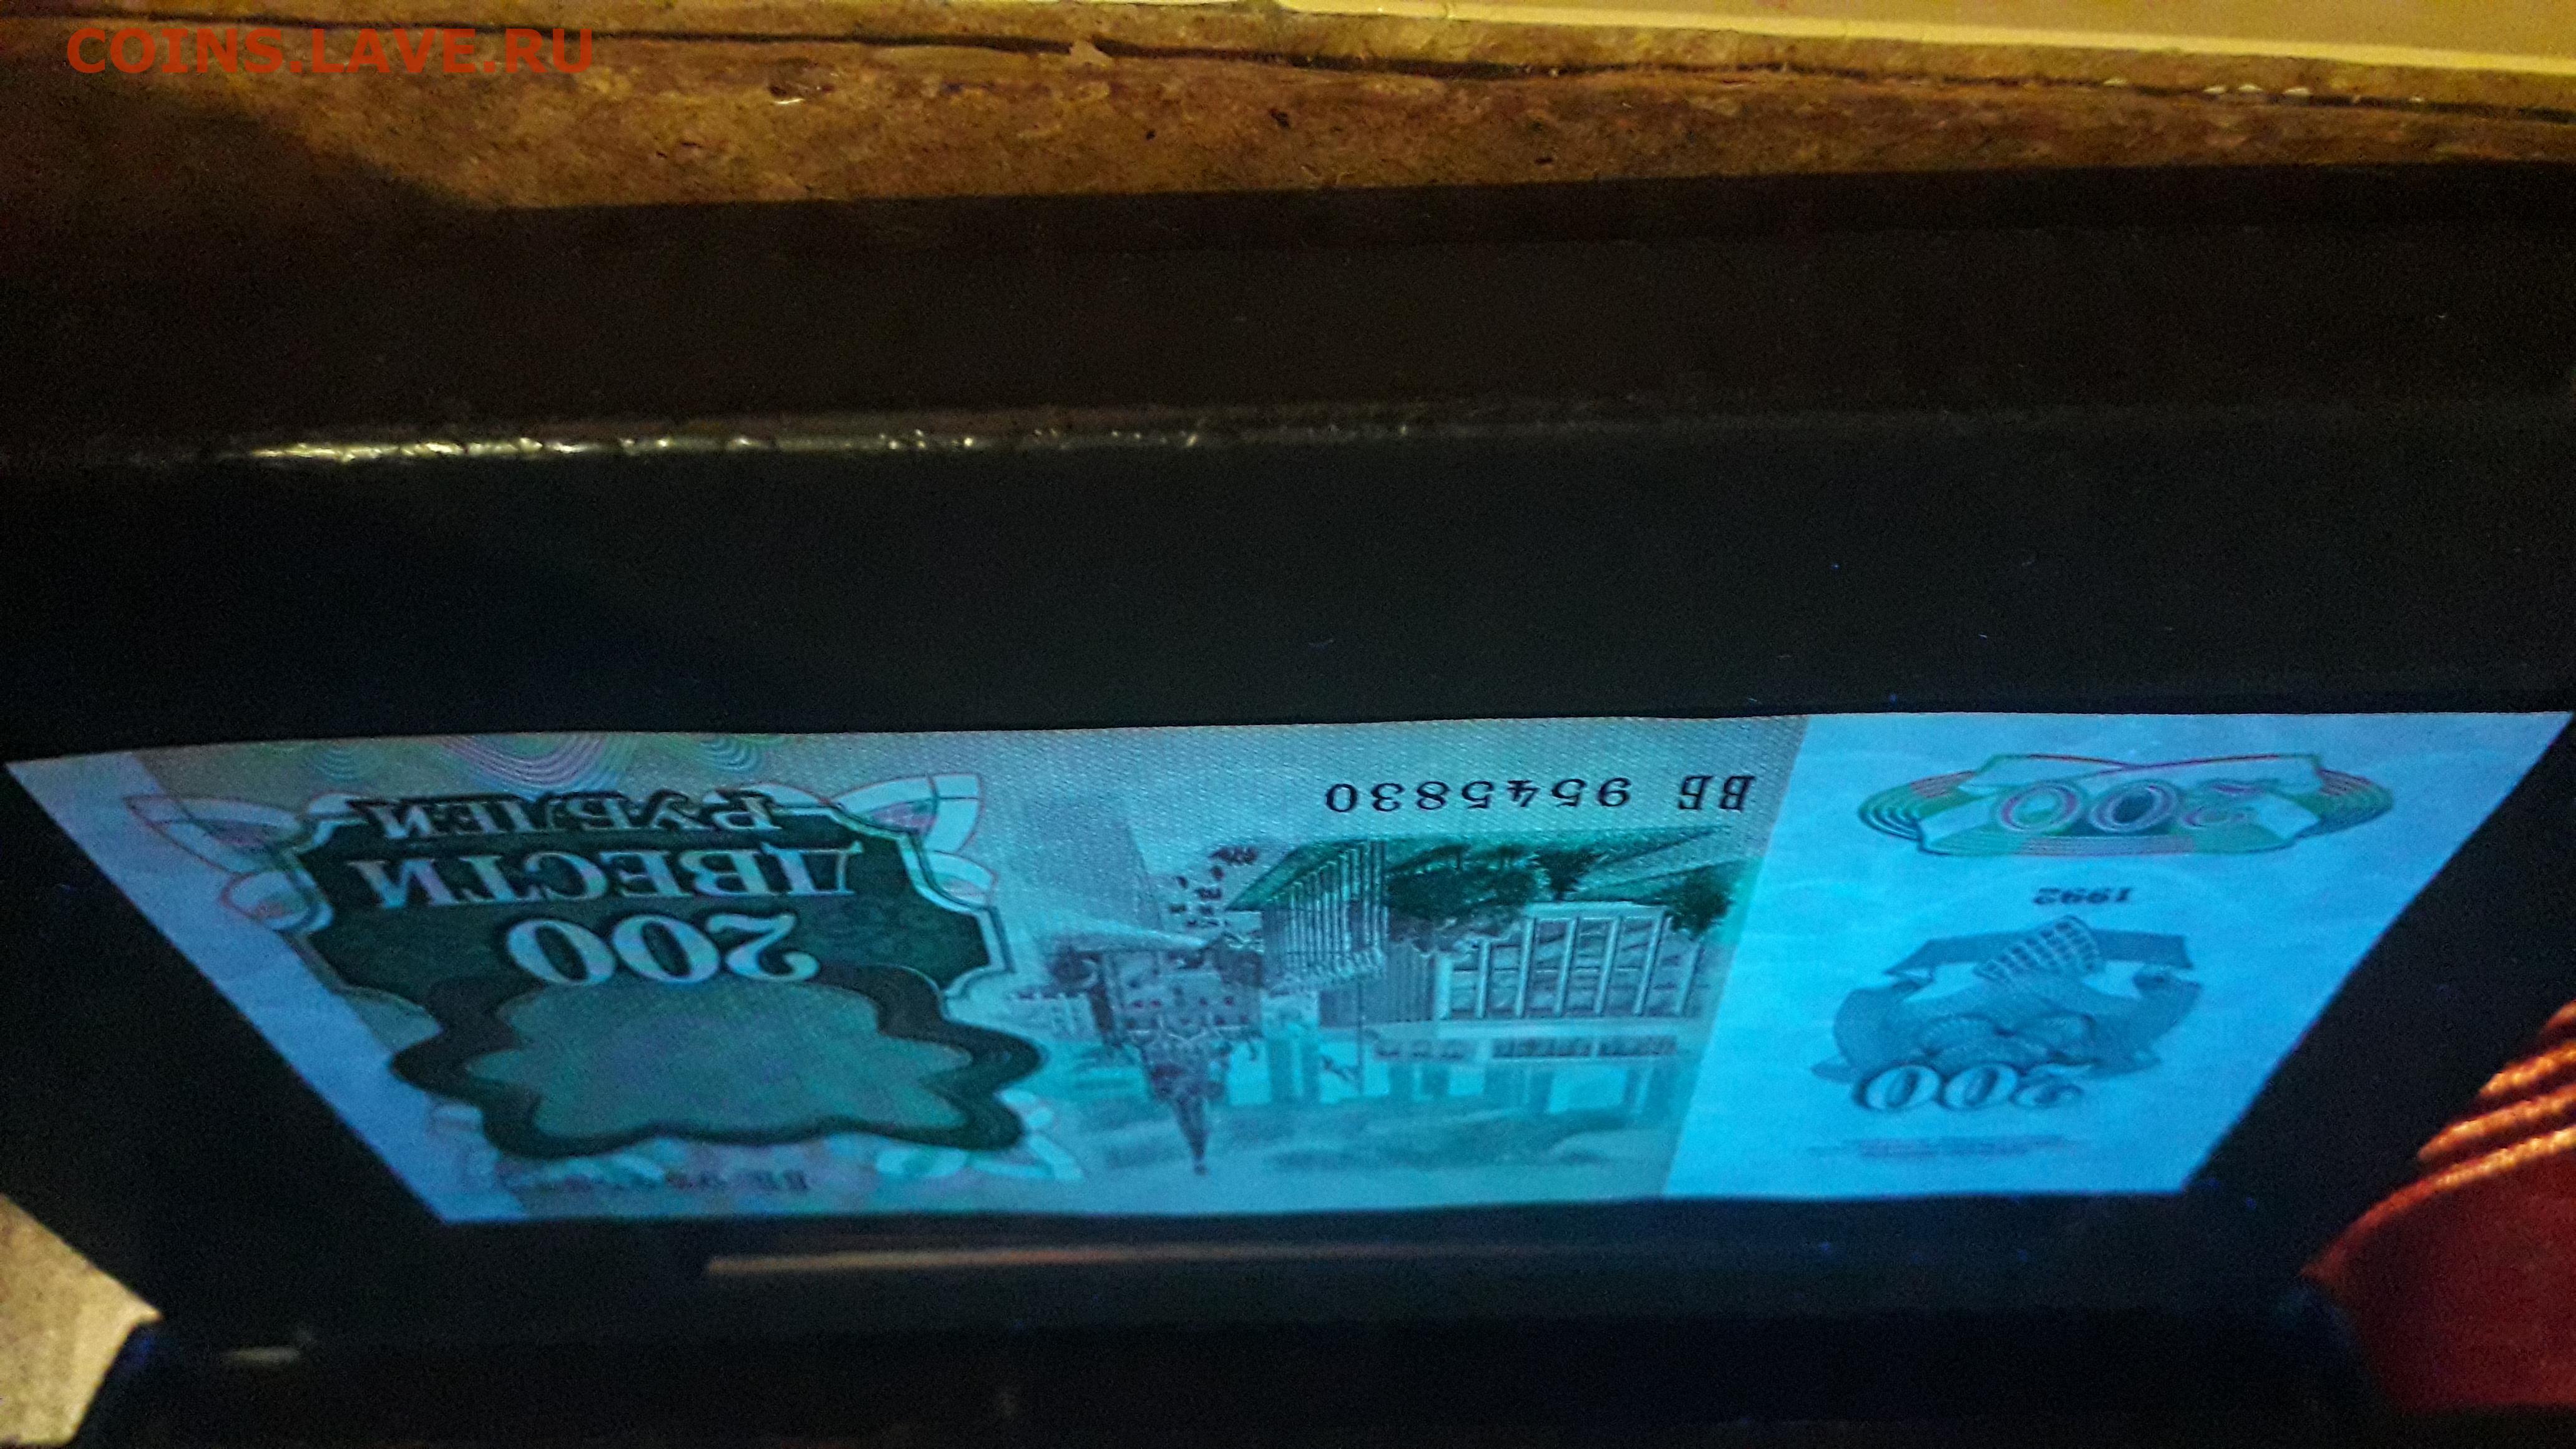 COINS.LAVE.RU
200
1992
200
ВБ 9545830
200
ДВЕСТИ
РУБЛЕЙ